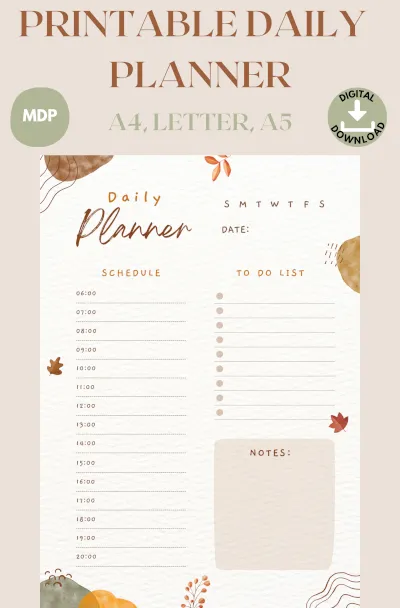 PRINTABLE DAILY
PLANNER
MDP
A4, LETTER, A5
DIGITAL
DOWNLOAD
Daily
Planner
S M T W T F S
DATE:
SCHEDULE
06:00
07:00
08:00
09:00
10:00
11:00
12:00
13:00
14:00
15:00
16:00
17:00
18:00
19:00
20:00
TO DO LIST
NOTES: